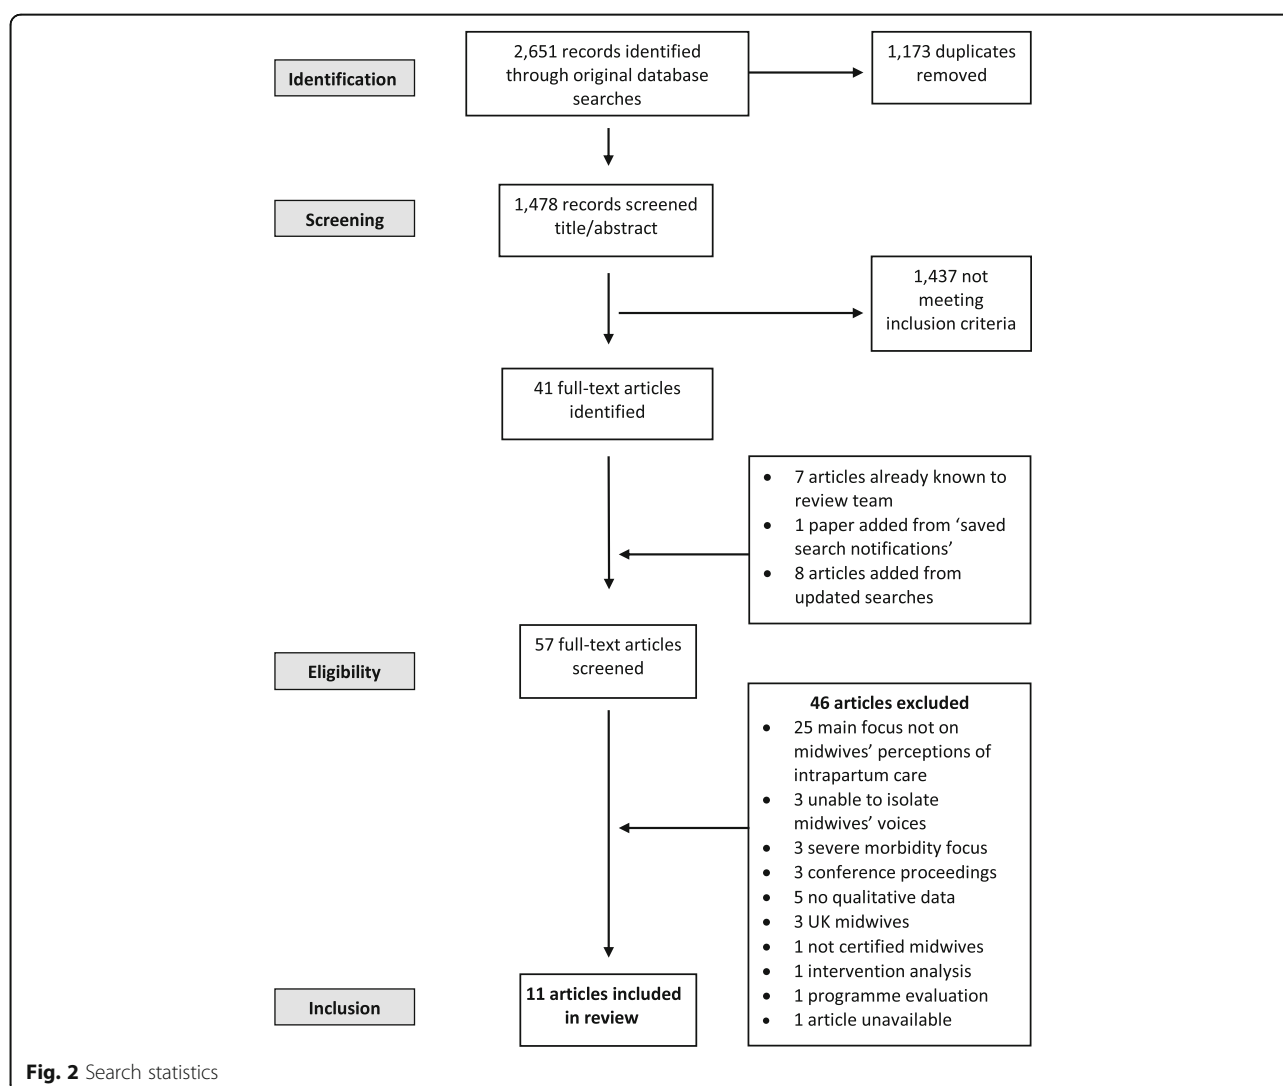 Identification
2,651 records identified
through original database
searches
1,173 duplicates
removed
Screening
1,478 records screened
title/abstract
1,437 not
meeting
inclusion criteria
41 full-text articles
identified
• 7 articles already known to
review team
• 1 paper added from ‘saved
search notifications’
• 8 articles added from
updated searches
Eligibility
57 full-text articles
screened
46 articles excluded
• 25 main focus not on
midwives’ perceptions of
intrapartum care
• 3 unable to isolate
midwives’ voices
• 3 severe morbidity focus
• 3 conference proceedings
• 5 no qualitative data
• 3 UK midwives
• 1 not certified midwives
• 1 intervention analysis
• 1 programme evaluation
• 1 article unavailable
Inclusion
11 articles included
in review
Fig. 2 Search statistics